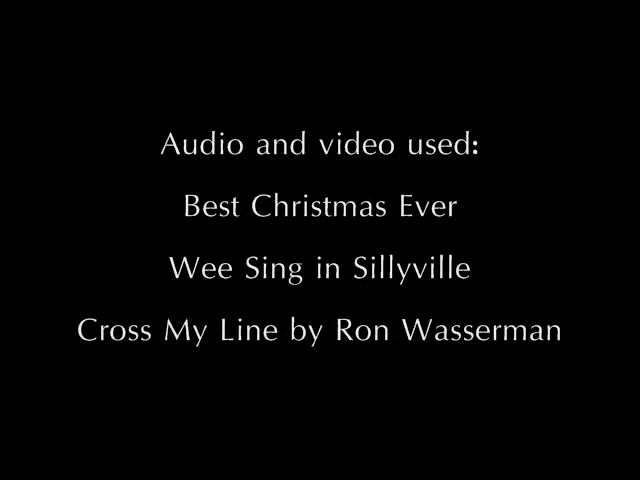 Audio and video used:
Best Christmas Ever
Wee Sing in Sillyville
Cross My Line by Ron Wasserman